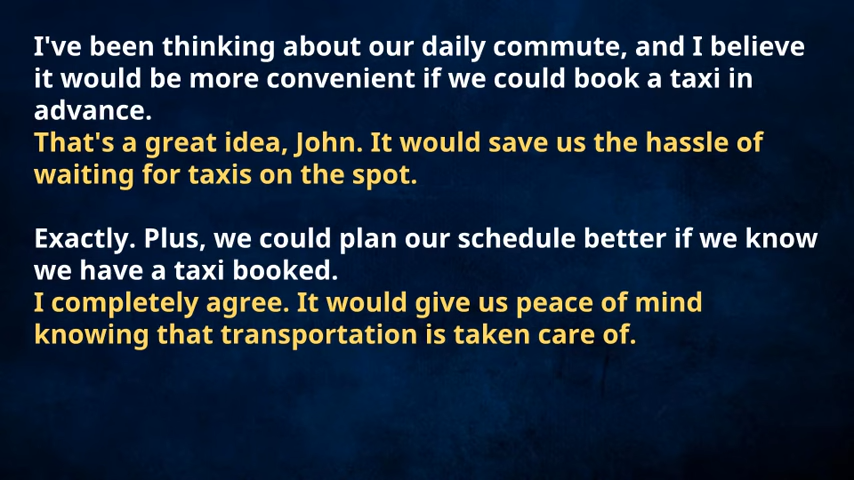 I've been thinking about our daily commute, and I believe
it would be more convenient if we could book a taxi in
advance.
That's a great idea, John. It would save us the hassle of
waiting for taxis on the spot.
Exactly. Plus, we could plan our schedule better if we know
we have a taxi booked.
I completely agree. It would give us peace of mind
knowing that transportation is taken care of.